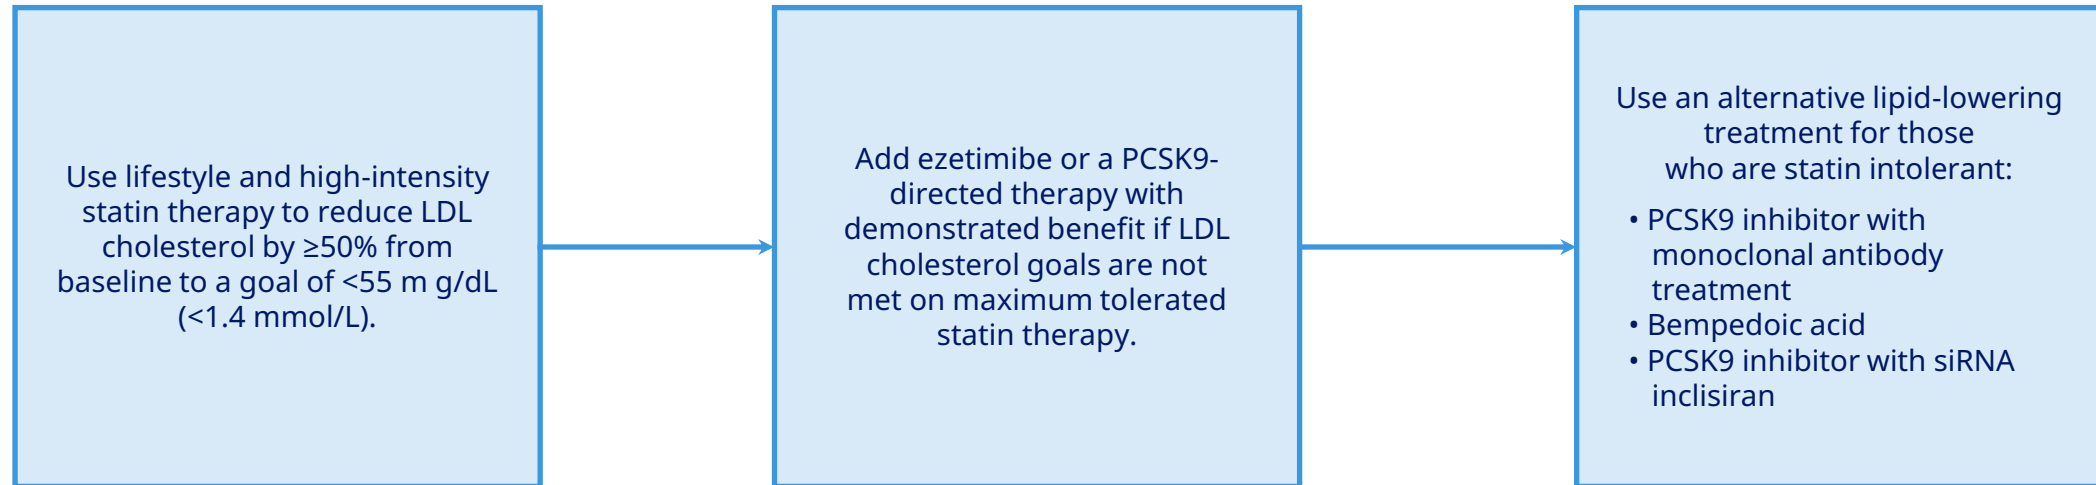 Use lifestyle and high-intensity
statin therapy to reduce LDL
cholesterol by ≥50% from
baseline to a goal of <55 m g/dL
(<1.4 mmol/L).
Add ezetimibe or a PCSK9-
directed therapy with
demonstrated benefit if LDL
cholesterol goals are not
met on maximum tolerated
statin therapy.
Use an alternative lipid-lowering
treatment for those
who are statin intolerant:
• PCSK9 inhibitor with
monoclonal antibody
treatment
• Bempedoic acid
• PCSK9 inhibitor with siRNA
inclisiran